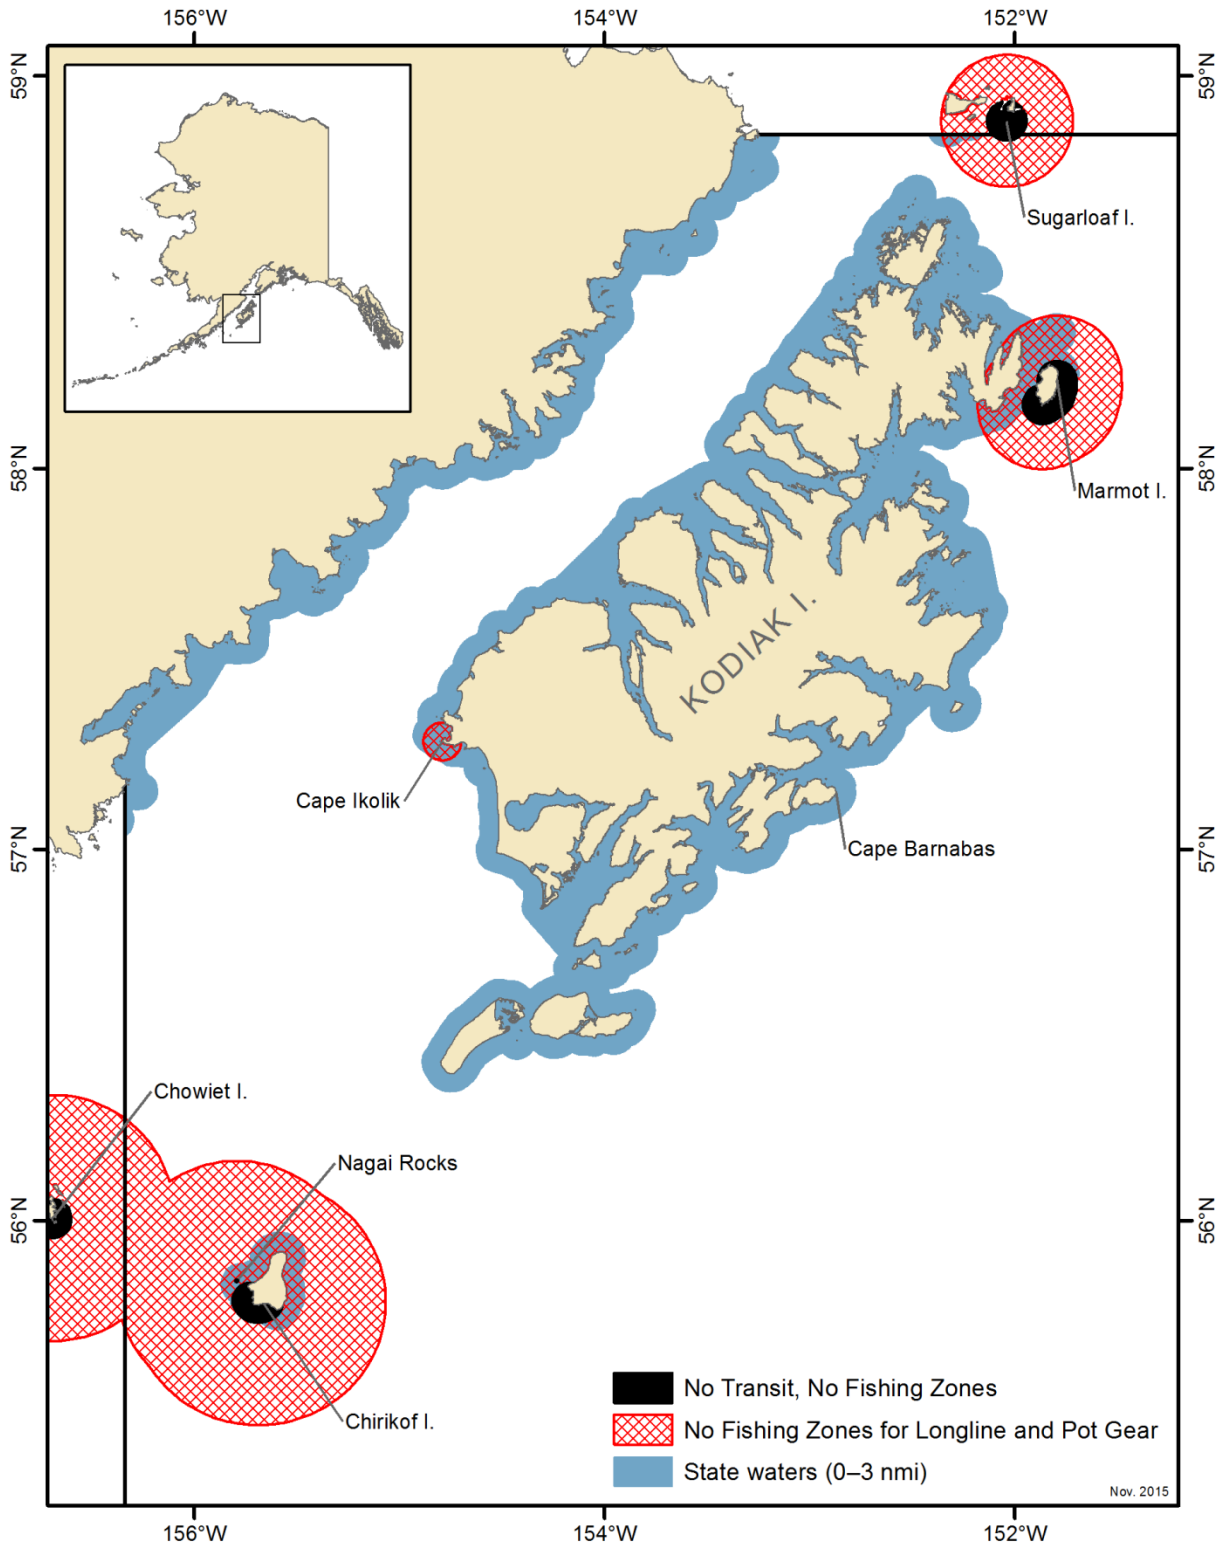 156°W 154°W 152°W
59°N 59°N
Sugarloaf I.
58°N 58°N
Marmot I.
KODIAK I.
Cape Ikolik
57°N 57°N
Cape Barnabas
Chowiet I.
Nagai Rocks
56°N 56°N
Chirikof I.
No Transit, No Fishing Zones
No Fishing Zones for Longline and Pot Gear
State waters (0–3 nmi)
Nov. 2015
156°W 154°W 152°W